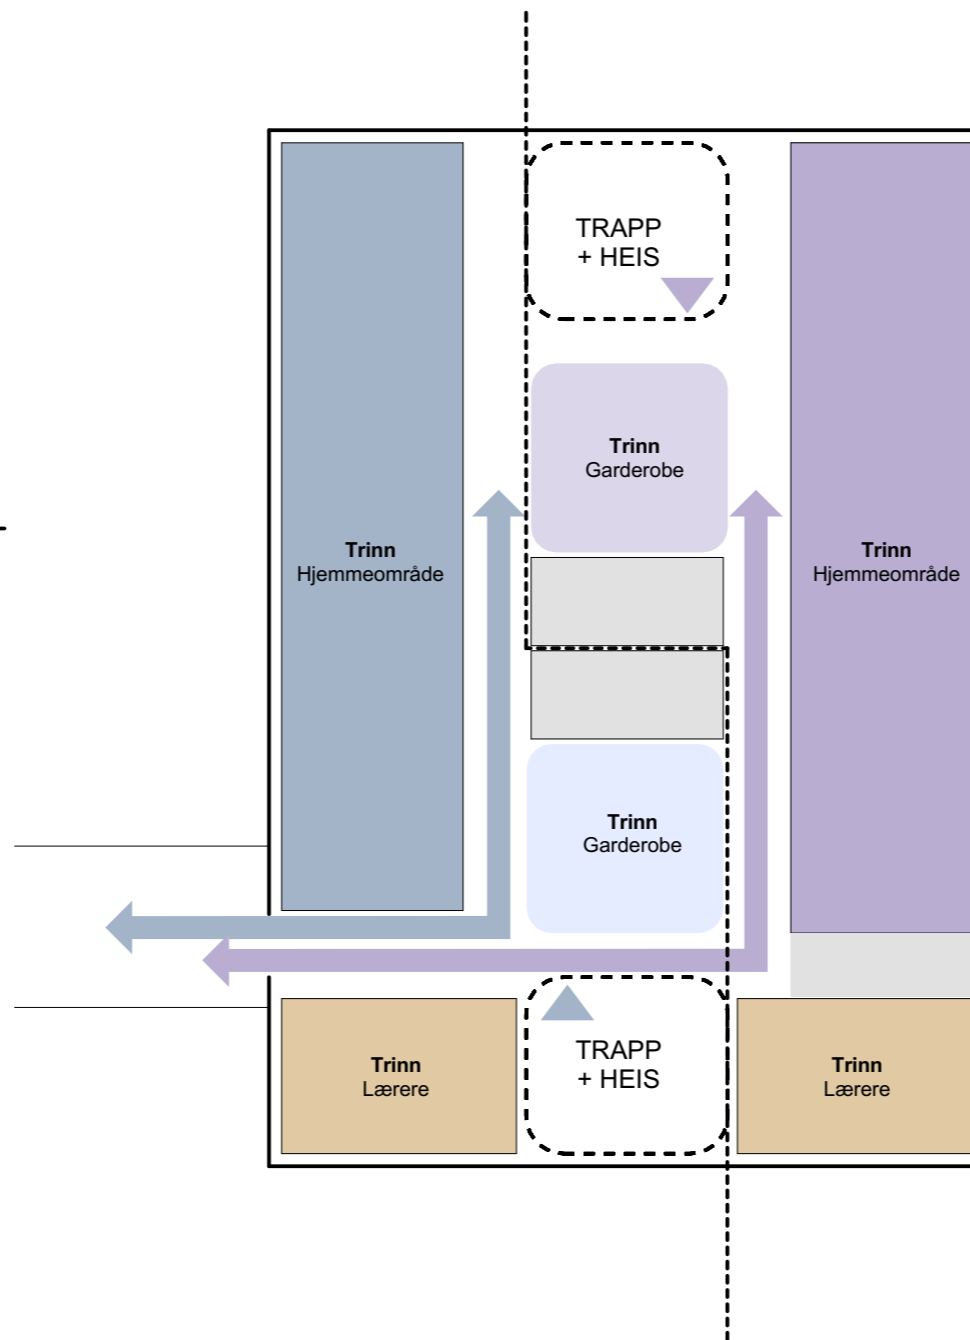 TRAPP
+ HEIS
Trinn
Garderobe
Trinn
Hjemmeområde
Trinn
Hjemmeområde
Trinn
Garderobe
TRAPP
+ HEIS
Trinn
Lærere
Trinn
Lærere